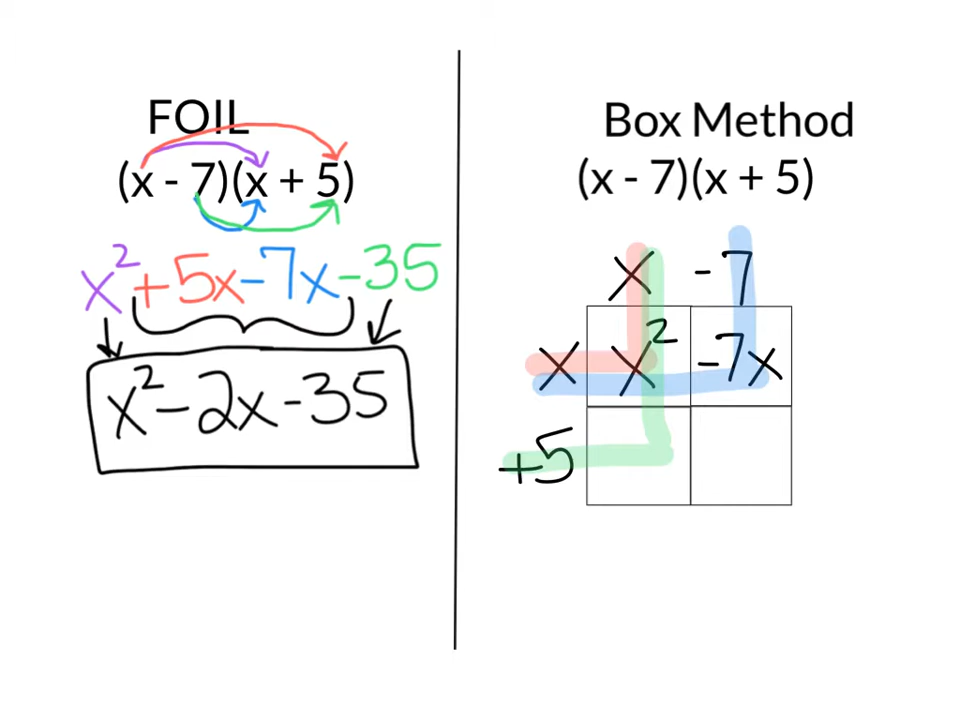 FOIL
(x - 7)(x + 5)
x² +5x -7x -35
x² - 2x - 35
Box Method
(x - 7)(x + 5)
x -7
x x² -7x
+5